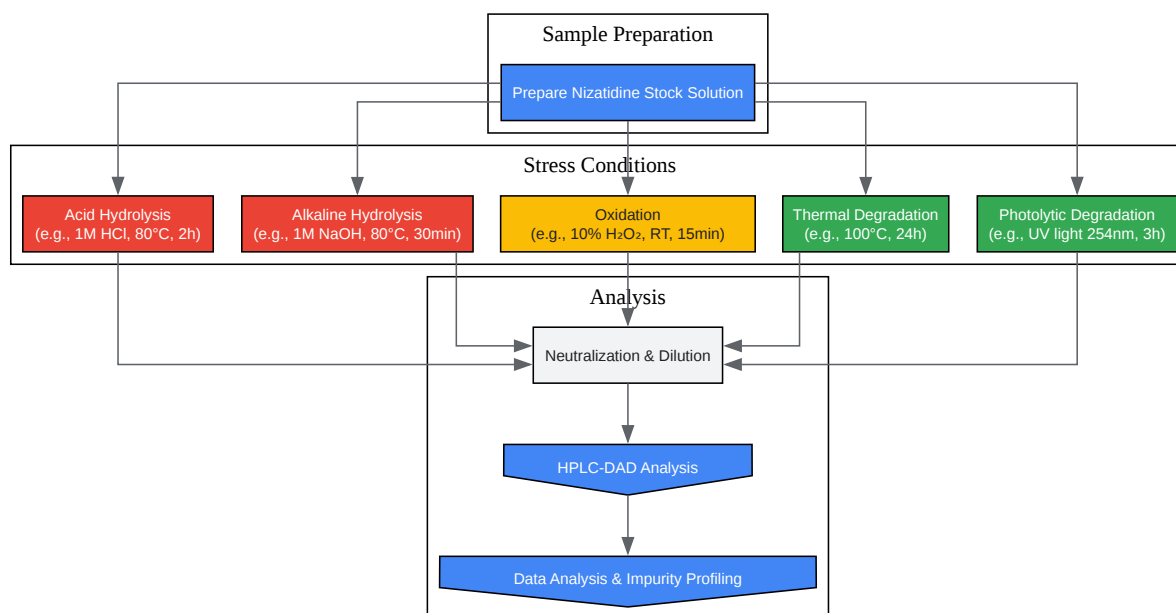 Sample Preparation
Prepare Nizatidine Stock Solution
Stress Conditions
Acid Hydrolysis
(e.g., 1M HCl, 80°C, 2h)
Alkaline Hydrolysis
(e.g., 1M NaOH, 80°C, 30min)
Oxidation
(e.g., 10% H₂O₂, RT, 15min)
Thermal Degradation
(e.g., 100°C, 24h)
Photolytic Degradation
(e.g., UV light 254nm, 3h)
Analysis
Neutralization & Dilution
HPLC-DAD Analysis
Data Analysis & Impurity Profiling